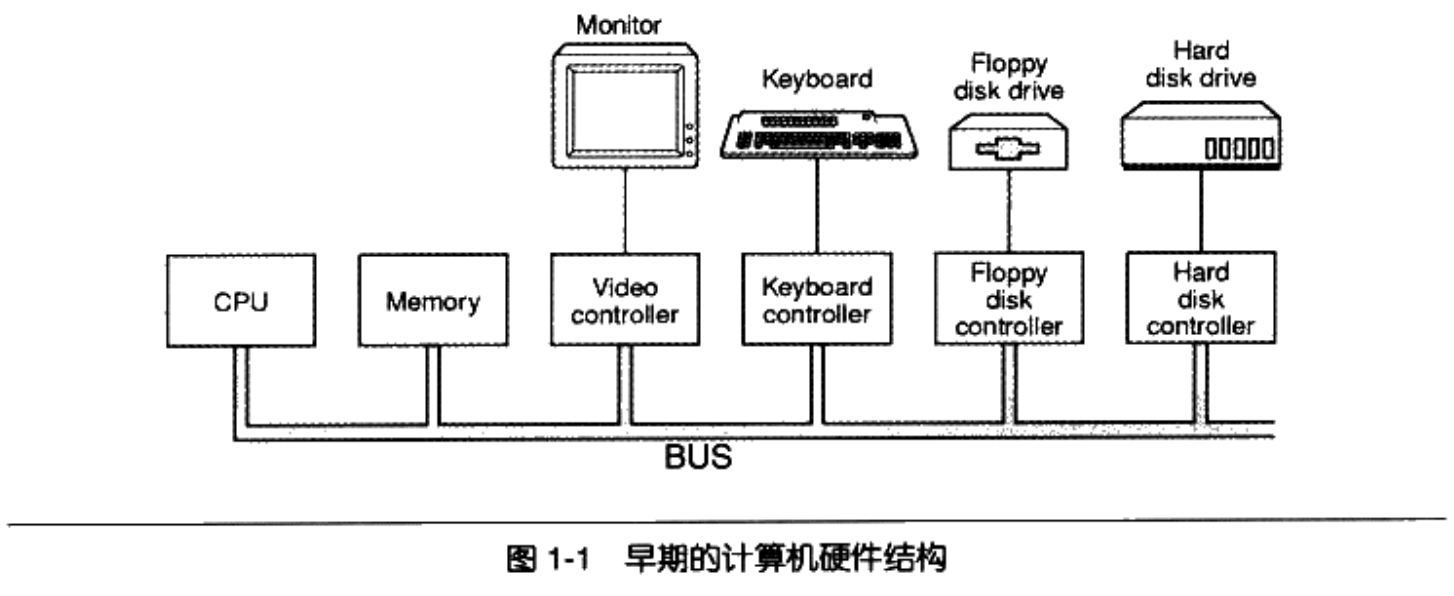 Monitor
Keyboard
Floppy
disk drive
Hard
disk drive
CPU
Memory
Video
controller
Keyboard
controller
Floppy
disk
controller
Hard
disk
controller
BUS
图 1-1 早期的计算机硬件结构